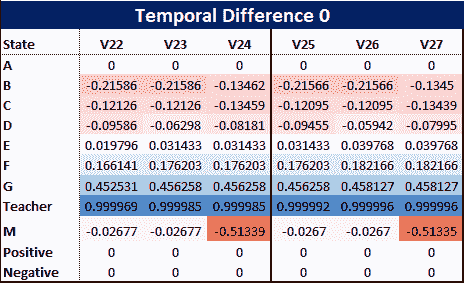 Temporal Difference 0
State V22 V23 V24 V25 V26 V27
A 0 0 0 0 0 0
B -0.21586 -0.21586 -0.13462 -0.21566 -0.21566 -0.1345
C -0.12126 -0.12126 -0.13459 -0.12095 -0.12095 -0.13439
D -0.09586 -0.06298 -0.08181 -0.09455 -0.05942 -0.07995
E 0.019796 0.031433 0.031433 0.031433 0.039768 0.039768
F 0.166141 0.176203 0.176203 0.176203 0.182166 0.182166
G 0.452531 0.456258 0.456258 0.456258 0.458127 0.458127
Teacher 0.999969 0.999985 0.999985 0.999992 0.999996 0.999996
M -0.02677 -0.02677 -0.51339 -0.0267 -0.0267 -0.51335
Positive 0 0 0 0 0 0
Negative 0 0 0 0 0 0